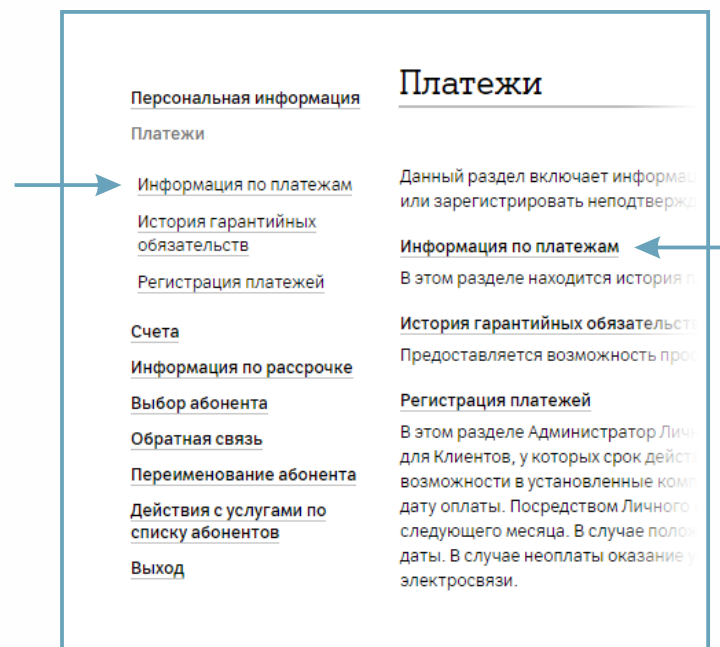 Персональная информация
Платежи
Информация по платежам
История гарантийных
обязательств
Регистрация платежей
Счета
Информация по рассрочке
Выбор абонента
Обратная связь
Переименование абонента
Действия с услугами по
списку абонентов
Выход
Платежи
Данный раздел включает
или зарегистрировать
Информация по платежам
В этом разделе находится история
История гарантийных
Предоставляется возможность
Регистрация платежей
В этом разделе Администратор
для Клиентов, у которых срок
возможности в установленные
дату оплаты. Посредством Личного
следующего месяца. В случае
даты. В случае неоплаты оказание
электросвязи.